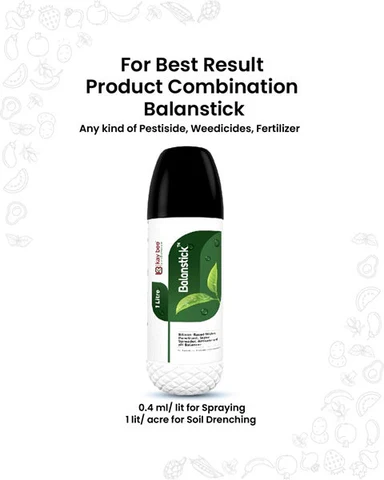 For Best Result
Product Combination
Balanstick
Any kind of Pestiside, Weedicides, Fertilizer
kay bee
Balanstick™
1 Litre
0.4 ml/ lit for Spraying
1 lit/ acre for Soil Drenching